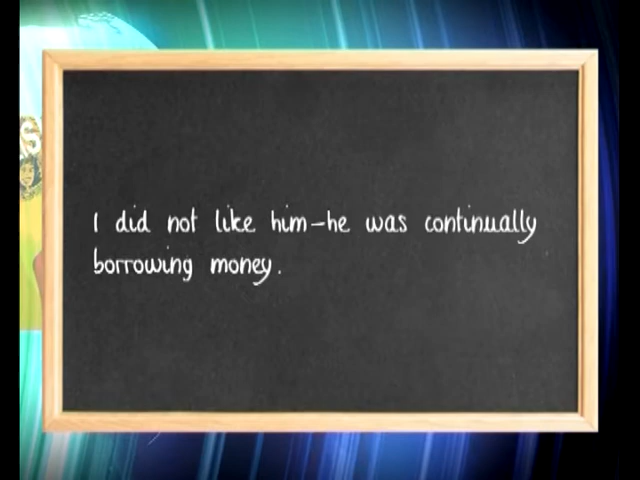 I did not like him–he was continually
borrowing money.